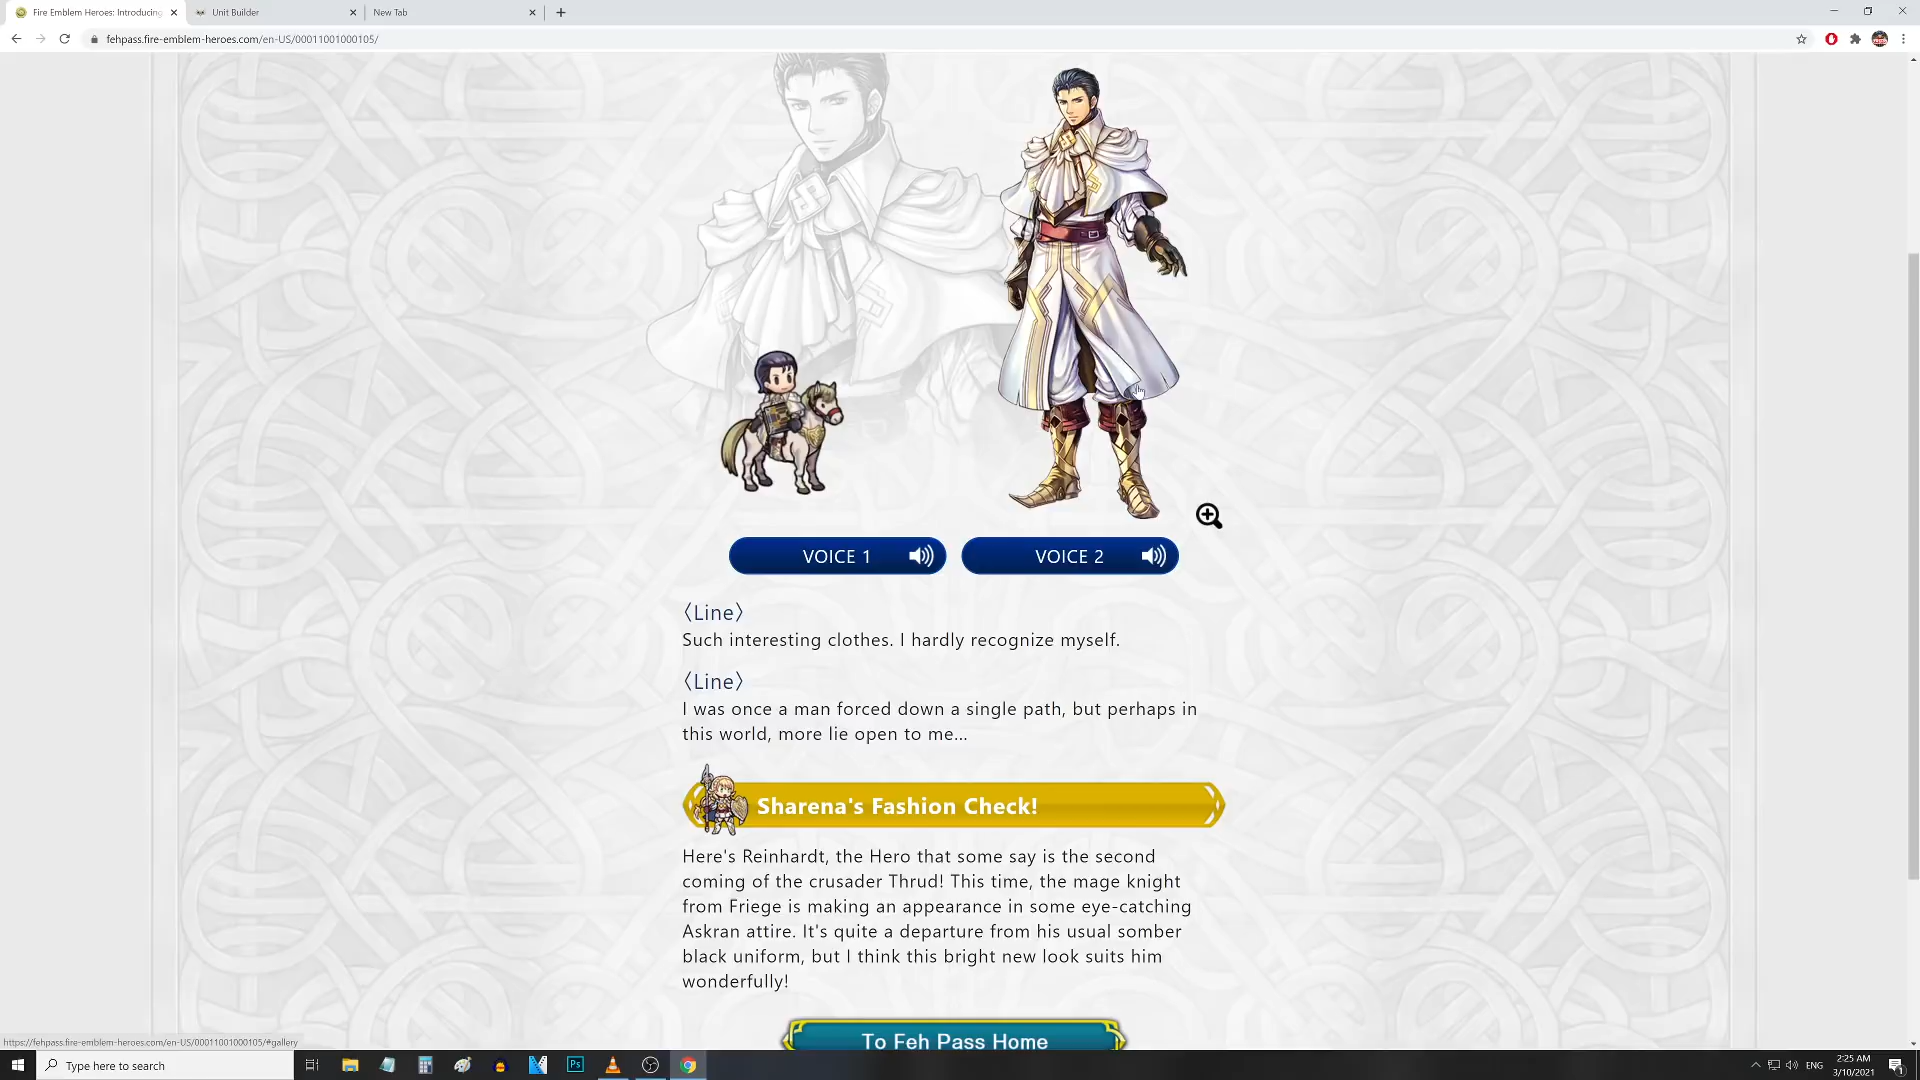 Fire Emblem Heroes: Introducing
Unit Builder
New Tab
fehpass.fire-emblem-heroes.com/en-US/00011001000105/
VOICE 1
VOICE 2
〈Line〉
Such interesting clothes. I hardly recognize myself.
〈Line〉
I was once a man forced down a single path, but perhaps in
this world, more lie open to me...
Sharena's Fashion Check!
Here's Reinhardt, the Hero that some say is the second
coming of the crusader Thrud! This time, the mage knight
from Friege is making an appearance in some eye-catching
Askran attire. It's quite a departure from his usual somber
black uniform, but I think this bright new look suits him
wonderfully!
To Feh Pass Home
https://fehpass.fire-emblem-heroes.com/en-US/00011001000105/#gallery
Type here to search
Ps
ENG
2:25 AM
3/10/2021